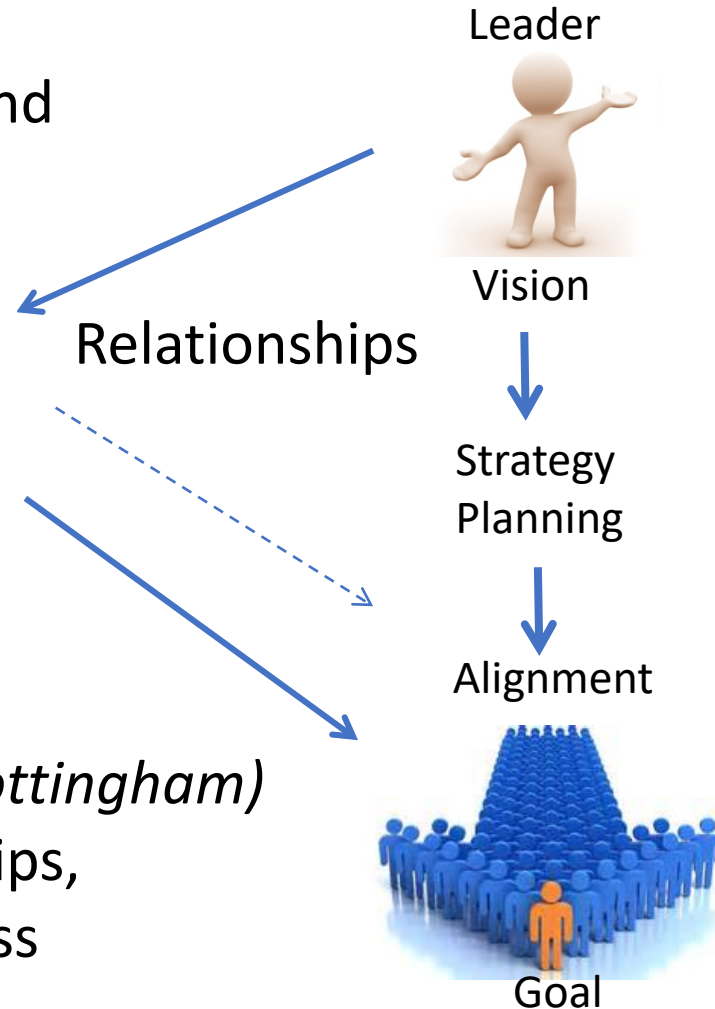 Leader
nd
Vision
Relationships
Strategy
Planning
Alignment
ottingham)
ips,
ss
Goal